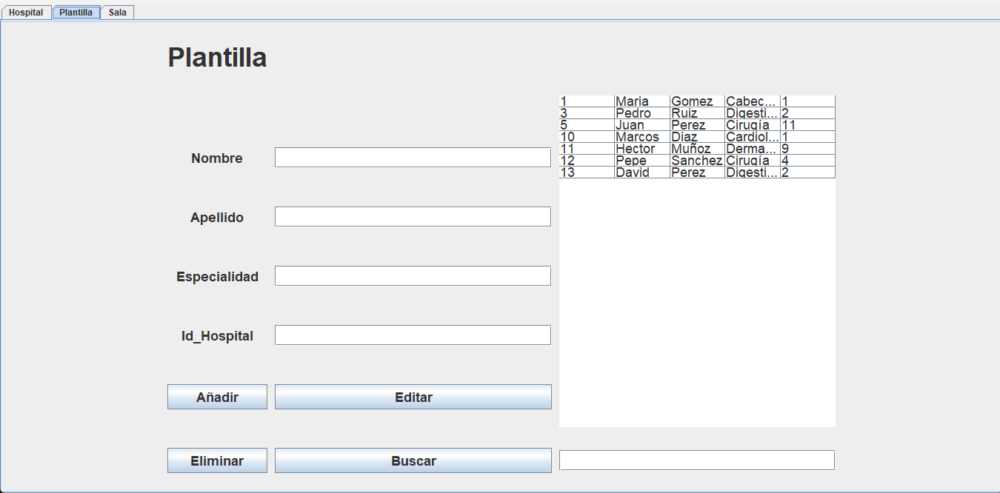 Hospital Plantilla Sala
Plantilla
1 Maria Gomez Cabec... 1
3 Pedro Ruiz Digesti... 2
5 Juan Perez Cirugía 11
10 Marcos Diaz Cardiol... 1
11 Hector Muñoz Derma... 9
12 Pepe Sanchez Cirugía 4
13 David Perez Digesti... 2
Nombre
Apellido
Especialidad
Id_Hospital
Añadir Editar
Eliminar Buscar